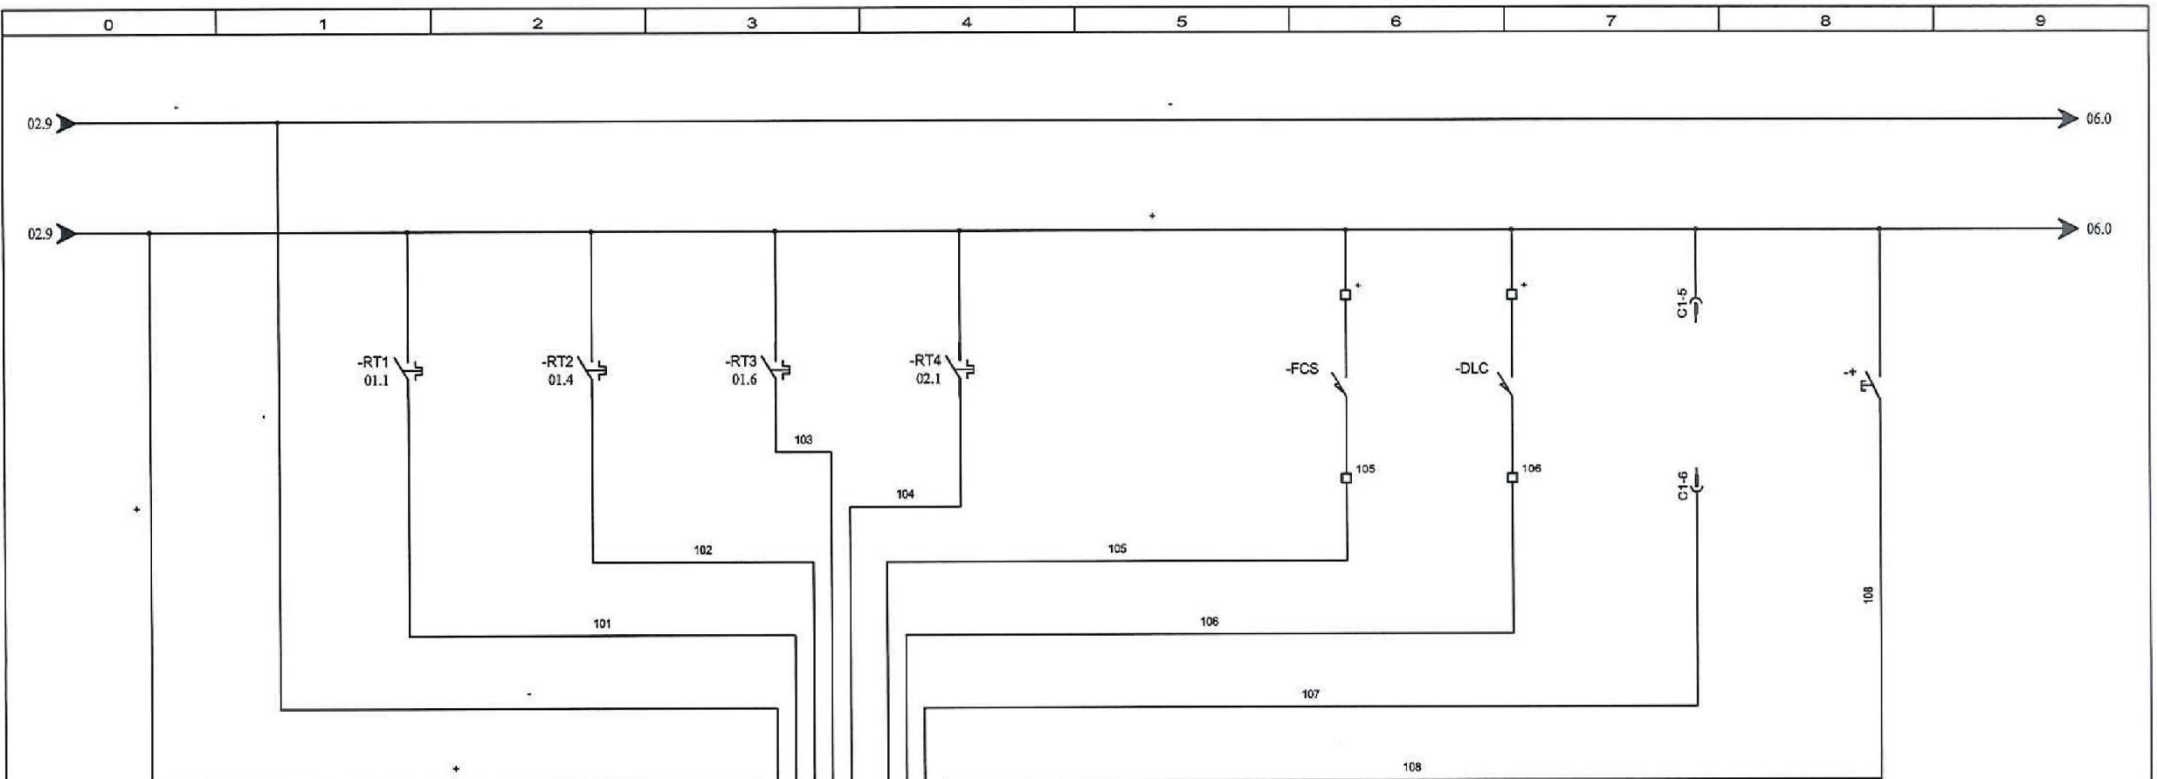 0 1 2 3 4 5 6 7 8 9
- -
02.9 06.0
+
02.9 06.0
+ +
C1-5
-RT1 -RT2 -RT3 -RT4 -FCS -DLC -+
01.1 01.4 01.6 02.1
103
105 106
C1-6
104
+
102 105
108
101 106
- 107
+ 108